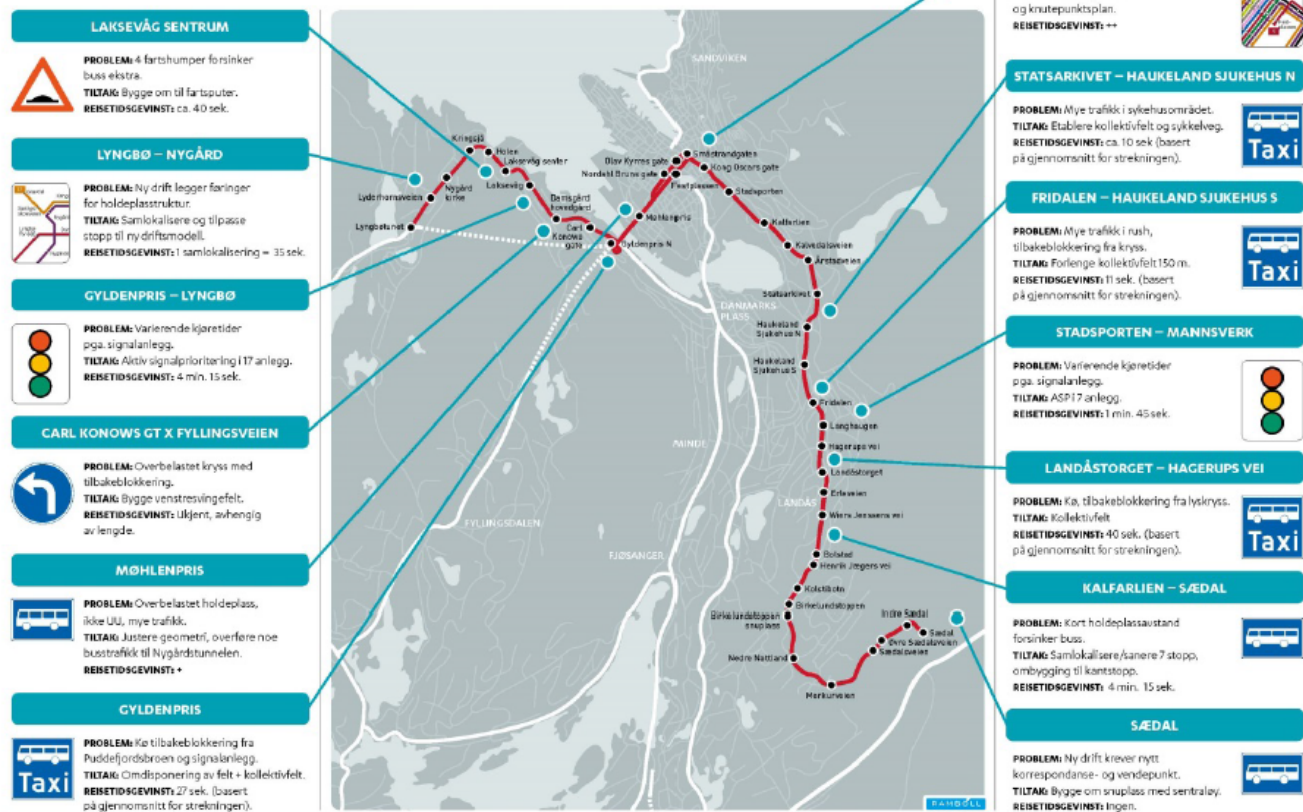 LAKSEVÅG SENTRUM
PROBLEM: 4 fartshumper forsinker
buss ekstra.
TILTAK: Bygge om til fartsputer.
REISETIDSGEVINST: ca. 40 sek.
LYNGBØ – NYGÅRD
PROBLEM: Ny drift legger føringer
for holdeplasstruktur.
TILTAK: Samlokalisere og tilpasse
stopp til ny driftsmodell.
REISETIDSGEVINST: 1 samlokalisering = 35 sek.
GYLDENPRIS – LYNGBØ
PROBLEM: Varierende kjøretider
pga. signalanlegg.
TILTAK: Aktiv signalprioritering i 17 anlegg.
REISETIDSGEVINST: 4 min. 15 sek.
CARL KONOWS GT X FYLLINGSVEIEN
PROBLEM: Overbelastet kryss med
tilbakeblokkering.
TILTAK: Bygge venstresvingefelt.
REISETIDSGEVINST: Ukjent, avhengig
av lengde.
MØHLENPRIS
PROBLEM: Overbelastet holdeplass,
ikke UU, mye trafikk.
TILTAK: Justere geometri, overføre noe
busstrafikk til Nygårdstunnelen.
REISETIDSGEVINST: +
GYLDENPRIS
Taxi
PROBLEM: Kø tilbakeblokkering fra
Puddefjordsbroen og signalanlegg.
TILTAK: Omdisponering av felt + kollektivfelt.
REISETIDSGEVINST: 27 sek. (basert
på gjennomsnitt for strekningen).
SANDVIKEN
Kringsjå
Holen
Laksevåg senter
Laksevåg
Lyderhornsveien
Nygård
kirke
Lyngbøtunet
Damsgård
hovedgård
Carl
Konows
gate
Gyldenpris N
Møhlenpris
Olav Kyrres gate
Nordahl Bruns gate
Festplassen
Småstrandgaten
Kong Oscars gate
Stadsporten
Kalfarlien
Kalvedalsveien
Årstadveien
Statsarkivet
DANMARKS
PLASS
Haukeland
Sjukehus N
Haukeland
Sjukehus S
Fridalen
Langhaugen
MINDE
Hagerups vei
Landåstorget
Erleveien
LANDÅS
Wiers Jenssens vei
FYLLINGSDALEN
FJØSANGER
Bolstad
Henrik Jægers vei
Kolstibotn
Birkelundstoppen
Birkelundstoppen
snuplass
Nedre Nattland
Merkurveien
Indre Sædal
Sædal
Øvre Sædalsveien
Sædalsveien
RAMBOLL
og knutepunktsplan.
REISETIDSGEVINST: ++
STATSARKIVET – HAUKELAND SJUKEHUS N
PROBLEM: Mye trafikk i sykehusområdet.
TILTAK: Etablere kollektivfelt og sykkelveg.
REISETIDSGEVINST: ca. 10 sek (basert
på gjennomsnitt for strekningen).
Taxi
FRIDALEN – HAUKELAND SJUKEHUS S
PROBLEM: Mye trafikk i rush,
tilbakeblokkering fra kryss.
TILTAK: Forlenge kollektivfelt 150 m.
REISETIDSGEVINST: 11 sek. (basert
på gjennomsnitt for strekningen).
Taxi
STADSPORTEN – MANNSVERK
PROBLEM: Varierende kjøretider
pga. signalanlegg.
TILTAK: ASP i 7 anlegg.
REISETIDSGEVINST: 1 min. 45 sek.
LANDÅSTORGET – HAGERUPS VEI
PROBLEM: Kø, tilbakeblokkering fra lyskryss.
TILTAK: Kollektivfelt
REISETIDSGEVINST: 40 sek. (basert
på gjennomsnitt for strekningen).
Taxi
KALFARLIEN – SÆDAL
PROBLEM: Kort holdeplassavstand
forsinker buss.
TILTAK: Samlokalisere/sanere 7 stopp,
ombygging til kantstopp.
REISETIDSGEVINST: 4 min. 15 sek.
SÆDAL
PROBLEM: Ny drift krever nytt
korrespondanse- og vendepunkt.
TILTAK: Bygge om snuplass med sentraløy.
REISETIDSGEVINST: Ingen.